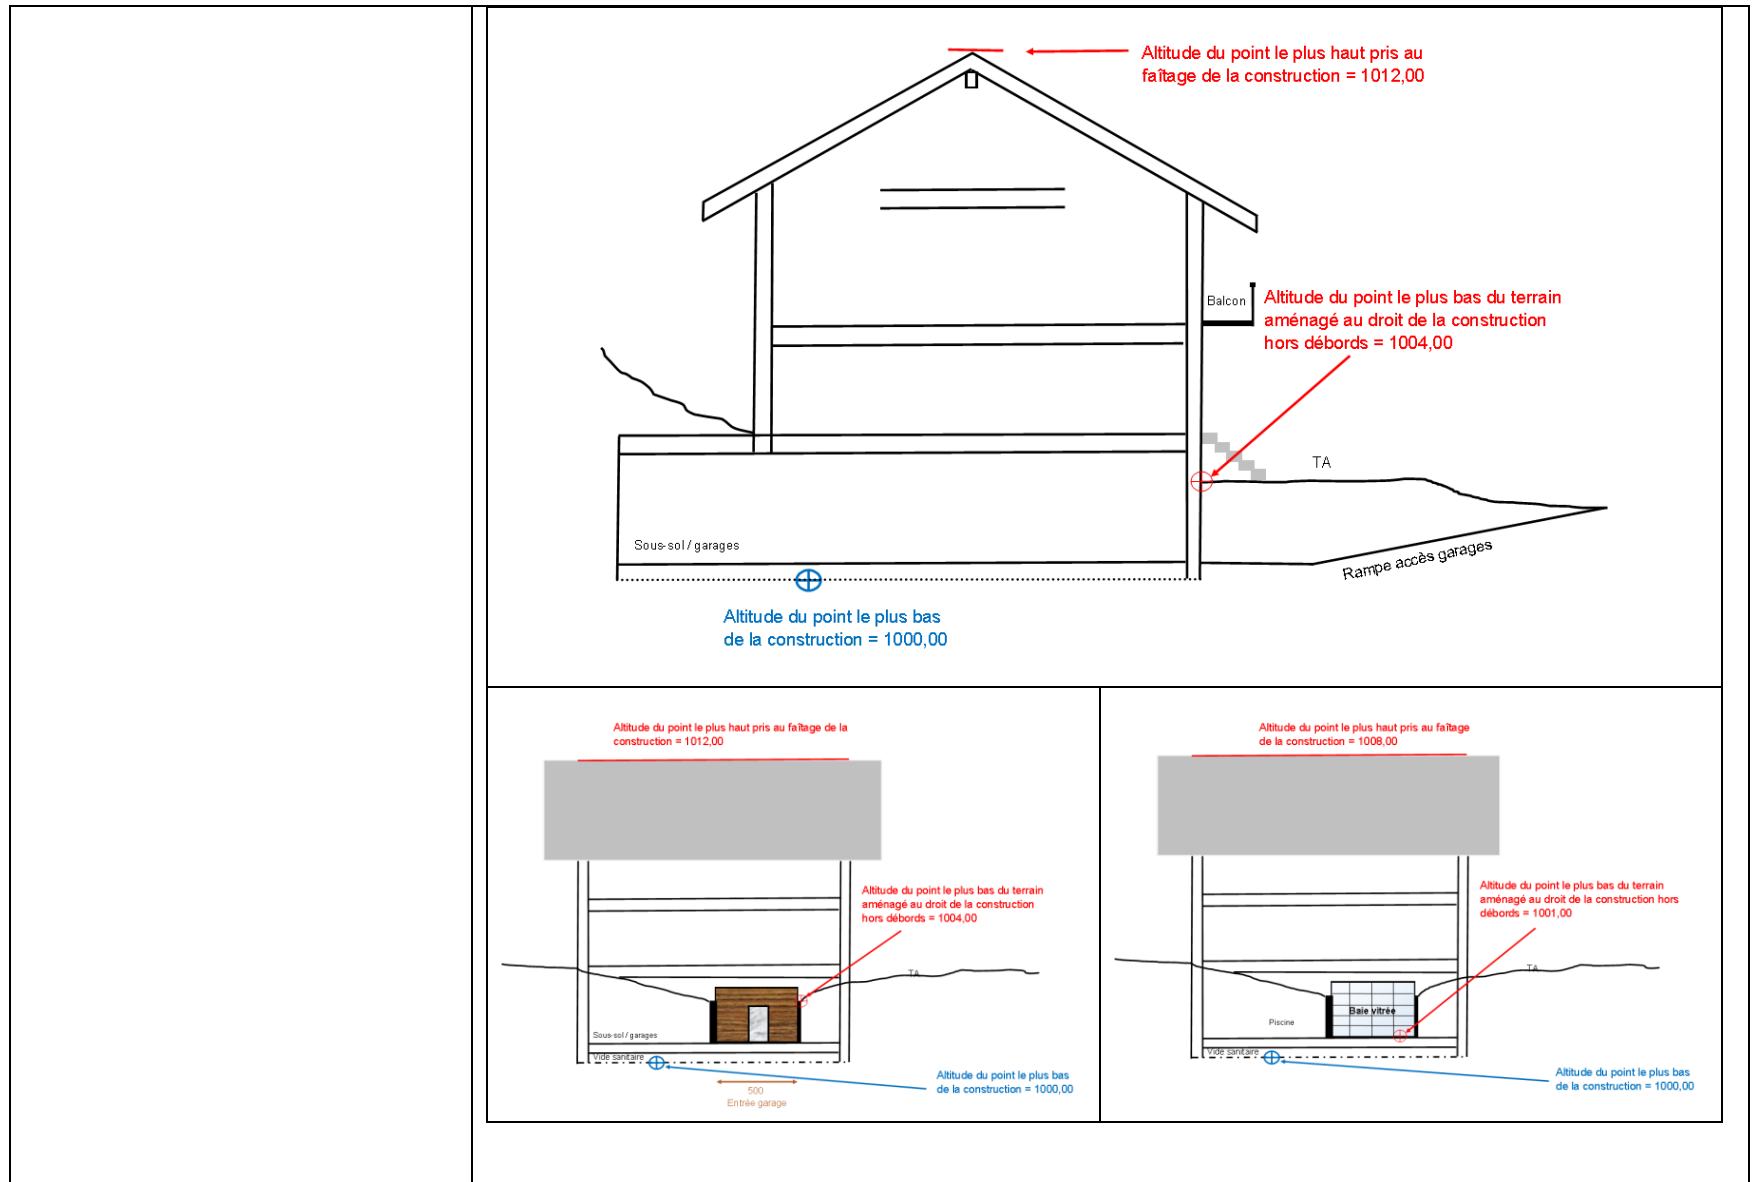 Altitude du point le plus haut pris au
faîtage de la construction = 1012,00
Balcon
Altitude du point le plus bas du terrain
aménagé au droit de la construction
hors débords = 1004,00
TA
Sous-sol / garages
Rampe accès garages
Altitude du point le plus bas
de la construction = 1000,00
Altitude du point le plus haut pris au faîtage de la
construction = 1012,00
Altitude du point le plus bas du terrain
aménagé au droit de la construction
hors débords = 1004,00
TA
Sous-sol / garages
Vide sanitaire
Altitude du point le plus bas
de la construction = 1000,00
500
Entrée garage
Altitude du point le plus haut pris au faîtage
de la construction = 1008,00
Altitude du point le plus bas du terrain
aménagé au droit de la construction hors
débords = 1001,00
TA
Baie vitrée
Piscine
Vide sanitaire
Altitude du point le plus bas
de la construction = 1000,00